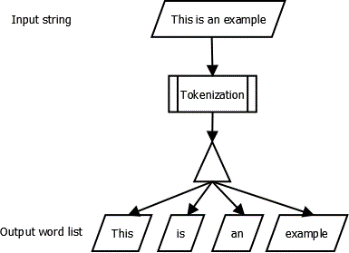 Input string
This is an example
Tokenization
Output word list
This
is
an
example